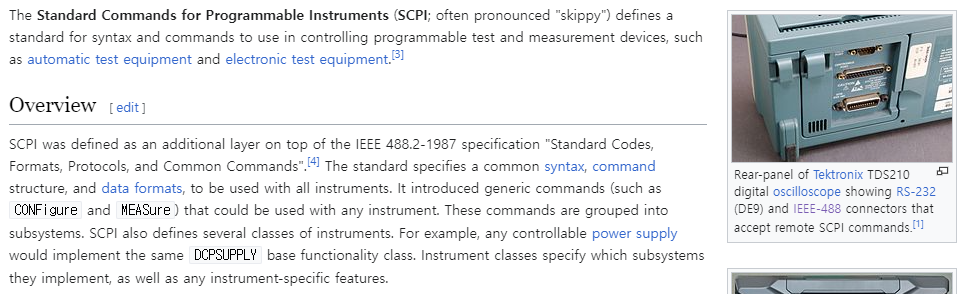 The Standard Commands for Programmable Instruments (SCPI; often pronounced "skippy") defines a
standard for syntax and commands to use in controlling programmable test and measurement devices, such
as automatic test equipment and electronic test equipment.[3]
Overview [ edit ]
SCPI was defined as an additional layer on top of the IEEE 488.2-1987 specification "Standard Codes,
Formats, Protocols, and Common Commands".[4] The standard specifies a common syntax, command
structure, and data formats, to be used with all instruments. It introduced generic commands (such as
CONFigure and MEASure) that could be used with any instrument. These commands are grouped into
subsystems. SCPI also defines several classes of instruments. For example, any controllable power supply
would implement the same DCPSUPPLY base functionality class. Instrument classes specify which subsystems
they implement, as well as any instrument-specific features.
Rear-panel of Tektronix TDS210
digital oscilloscope showing RS-232
(DE9) and IEEE-488 connectors that
accept remote SCPI commands.[1]